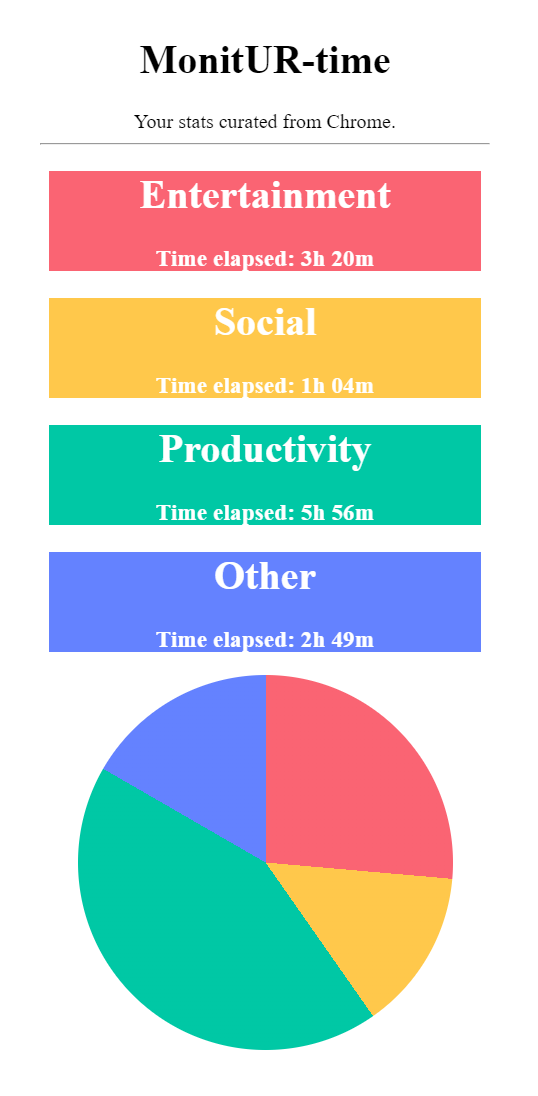 MonitUR-time
Your stats curated from Chrome.
Entertainment
Time elapsed: 3h 20m
Social
Time elapsed: 1h 04m
Productivity
Time elapsed: 5h 56m
Other
Time elapsed: 2h 49m